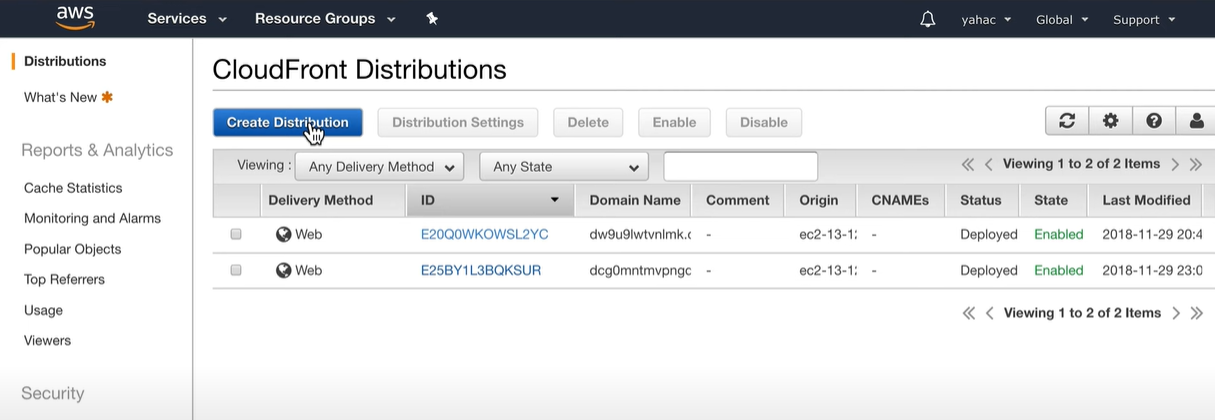 aws Services Resource Groups yahac Global Support
Distributions
What's New
Reports & Analytics
Cache Statistics
Monitoring and Alarms
Popular Objects
Top Referrers
Usage
Viewers
Security
CloudFront Distributions
Create Distribution Distribution Settings Delete Enable Disable
Viewing : Any Delivery Method Any State Viewing 1 to 2 of 2 Items
Delivery Method ID Domain Name Comment Origin CNAMEs Status State Last Modified
Web E20Q0WKOWSL2YC dw9u9lwtvnlmk.c - ec2-13-1 - Deployed Enabled 2018-11-29 20:4
Web E25BY1L3BQKSUR dcg0mntmvpngc - ec2-13-1 - Deployed Enabled 2018-11-29 23:0
Viewing 1 to 2 of 2 Items